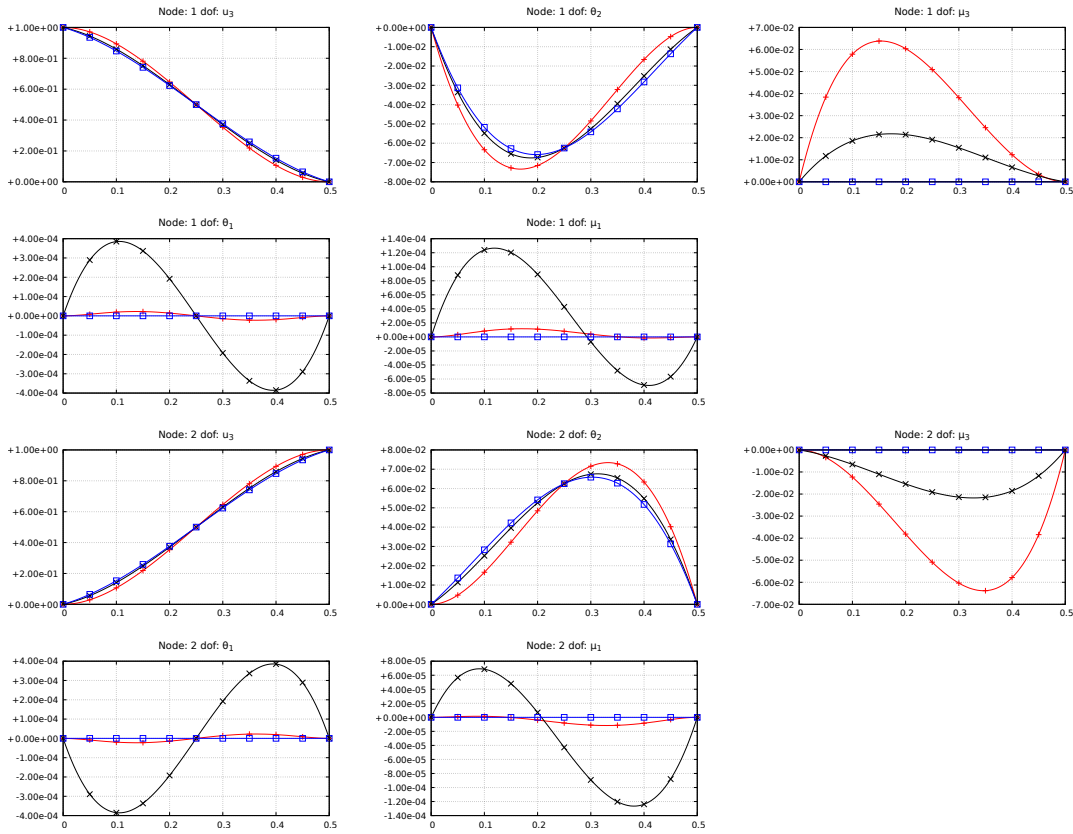 Node: 1 dof: u3
+1.00e+00
+8.00e-01
+6.00e-01
+4.00e-01
+2.00e-01
+0.00e+00
0 0.1 0.2 0.3 0.4 0.5
Node: 1 dof: θ2
+0.00e+00
-1.00e-02
-2.00e-02
-3.00e-02
-4.00e-02
-5.00e-02
-6.00e-02
-7.00e-02
-8.00e-02
0 0.1 0.2 0.3 0.4 0.5
Node: 1 dof: μ3
+7.00e-02
+6.00e-02
+5.00e-02
+4.00e-02
+3.00e-02
+2.00e-02
+1.00e-02
+0.00e+00
0 0.1 0.2 0.3 0.4 0.5
Node: 1 dof: θ1
+4.00e-04
+3.00e-04
+2.00e-04
+1.00e-04
+0.00e+00
-1.00e-04
-2.00e-04
-3.00e-04
-4.00e-04
0 0.1 0.2 0.3 0.4 0.5
Node: 1 dof: μ1
+1.40e-04
+1.20e-04
+1.00e-04
+8.00e-05
+6.00e-05
+4.00e-05
+2.00e-05
+0.00e+00
-2.00e-05
-4.00e-05
-6.00e-05
-8.00e-05
0 0.1 0.2 0.3 0.4 0.5
Node: 2 dof: u3
+1.00e+00
+8.00e-01
+6.00e-01
+4.00e-01
+2.00e-01
+0.00e+00
0 0.1 0.2 0.3 0.4 0.5
Node: 2 dof: θ2
+8.00e-02
+7.00e-02
+6.00e-02
+5.00e-02
+4.00e-02
+3.00e-02
+2.00e-02
+1.00e-02
+0.00e+00
0 0.1 0.2 0.3 0.4 0.5
Node: 2 dof: μ3
+0.00e+00
-1.00e-02
-2.00e-02
-3.00e-02
-4.00e-02
-5.00e-02
-6.00e-02
-7.00e-02
0 0.1 0.2 0.3 0.4 0.5
Node: 2 dof: θ1
+4.00e-04
+3.00e-04
+2.00e-04
+1.00e-04
+0.00e+00
-1.00e-04
-2.00e-04
-3.00e-04
-4.00e-04
0 0.1 0.2 0.3 0.4 0.5
Node: 2 dof: μ1
+8.00e-05
+6.00e-05
+4.00e-05
+2.00e-05
+0.00e+00
-2.00e-05
-4.00e-05
-6.00e-05
-8.00e-05
-1.00e-04
-1.20e-04
-1.40e-04
0 0.1 0.2 0.3 0.4 0.5